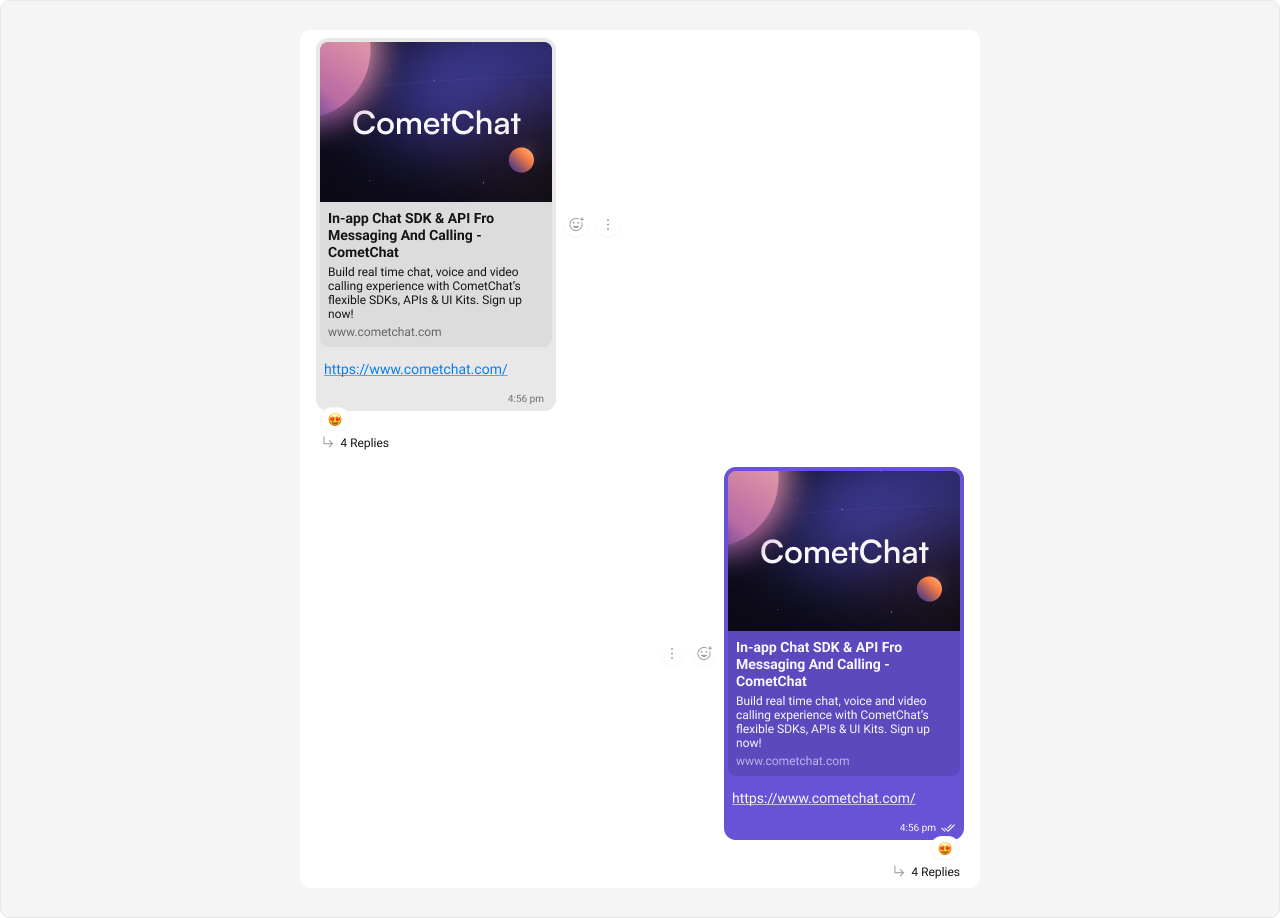 CometChat
In-app Chat SDK & API Fro
Messaging And Calling -
CometChat
Build real time chat, voice and video
calling experience with CometChat’s
flexible SDKs, APIs & UI Kits. Sign up
now!
www.cometchat.com
https://www.cometchat.com/
4:56 pm
4 Replies
CometChat
In-app Chat SDK & API Fro
Messaging And Calling -
CometChat
Build real time chat, voice and video
calling experience with CometChat’s
flexible SDKs, APIs & UI Kits. Sign up
now!
www.cometchat.com
https://www.cometchat.com/
4:56 pm
4 Replies